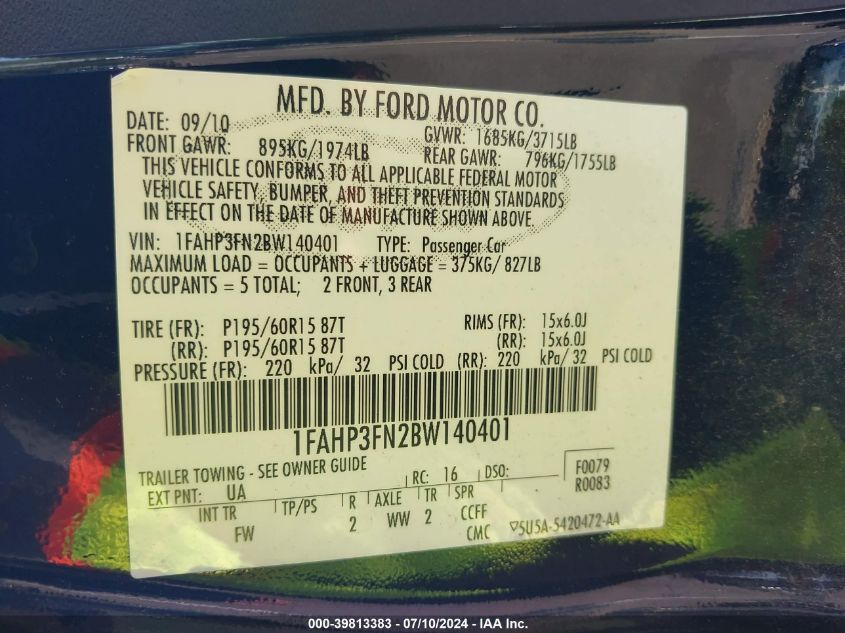 MFD. BY FORD MOTOR CO.
DATE: 09/10 GVWR: 1685KG/3715LB
FRONT GAWR: 895KG/1974LB REAR GAWR: 796KG/1755LB
THIS VEHICLE CONFORMS TO ALL APPLICABLE FEDERAL MOTOR
VEHICLE SAFETY, BUMPER, AND THEFT PREVENTION STANDARDS
IN EFFECT ON THE DATE OF MANUFACTURE SHOWN ABOVE.
VIN: 1FAHP3FN2BW140401 TYPE: Passenger Car
MAXIMUM LOAD = OCCUPANTS + LUGGAGE = 375KG/ 827LB
OCCUPANTS = 5 TOTAL; 2 FRONT, 3 REAR
TIRE (FR): P195/60R15 87T RIMS (FR): 15x6.0J
(RR): P195/60R15 87T (RR): 15x6.0J
PRESSURE (FR): 220 kPa/ 32 PSI COLD (RR): 220 kPa/ 32 PSI COLD
1FAHP3FN2BW140401
TRAILER TOWING - SEE OWNER GUIDE
EXT PNT: UA RC: 16 DSO: F0079
R0083
INT TR TP/PS R AXLE TR SPR
FW 2 WW 2 CCFF
CMC 5U5A-5420472-AA
000-39813383 - 07/10/2024 - IAA Inc.